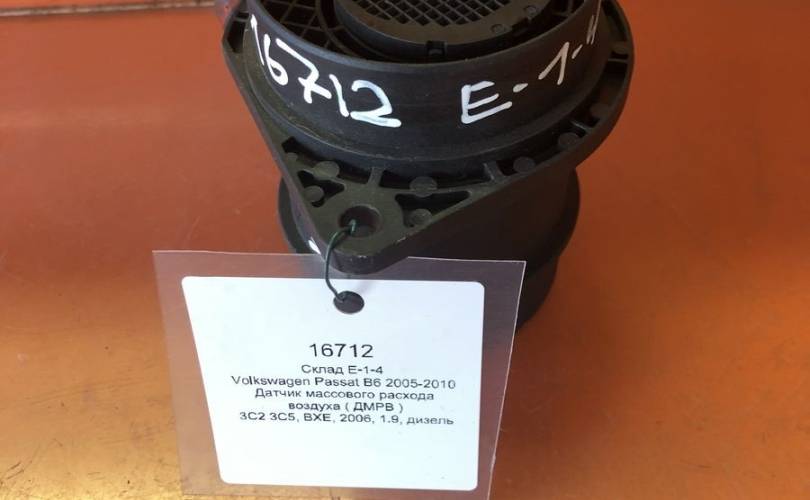 16712 E-1-4
16712
Склад E-1-4
Volkswagen Passat B6 2005-2010
Датчик массового расхода
воздуха ( ДМРВ )
3C2 3C5, BXE, 2006, 1.9, дизель